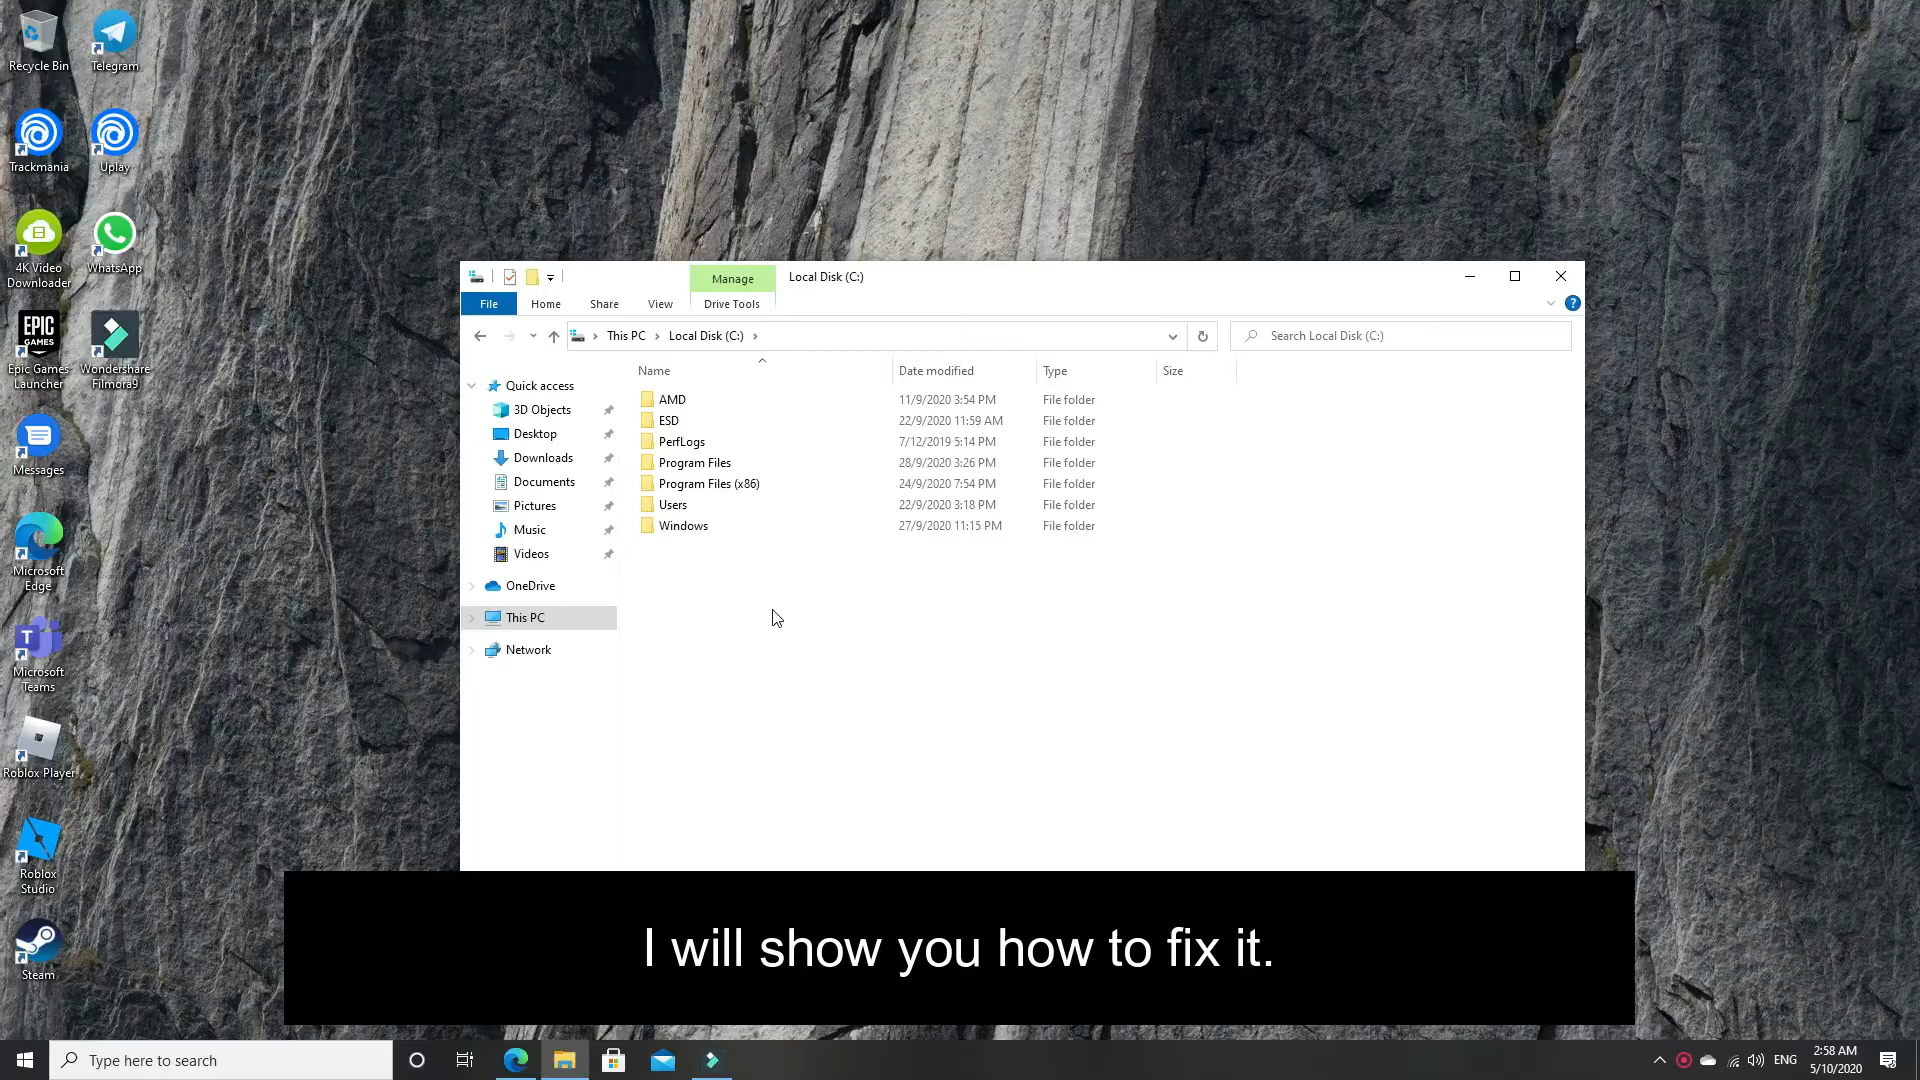 Recycle Bin
Telegram
Trackmania
Uplay
4K Video
Downloader
WhatsApp
EPIC
GAMES
Epic Games
Launcher
Wondershare
Filmora9
Messages
Microsoft
Edge
T
Microsoft
Teams
Roblox Player
Roblox
Studio
Steam
Manage
Local Disk (C:)
File
Home
Share
View
Drive Tools
?
This PC
Local Disk (C:)
Search Local Disk (C:)
Name
Date modified
Type
Size
Quick access
3D Objects
Desktop
Downloads
Documents
Pictures
Music
Videos
OneDrive
This PC
Network
AMD 11/9/2020 3:54 PM File folder
ESD 22/9/2020 11:59 AM File folder
PerfLogs 7/12/2019 5:14 PM File folder
Program Files 28/9/2020 3:26 PM File folder
Program Files (x86) 24/9/2020 7:54 PM File folder
Users 22/9/2020 3:18 PM File folder
Windows 27/9/2020 11:15 PM File folder
I will show you how to fix it.
Type here to search
ENG
2:58 AM
5/10/2020